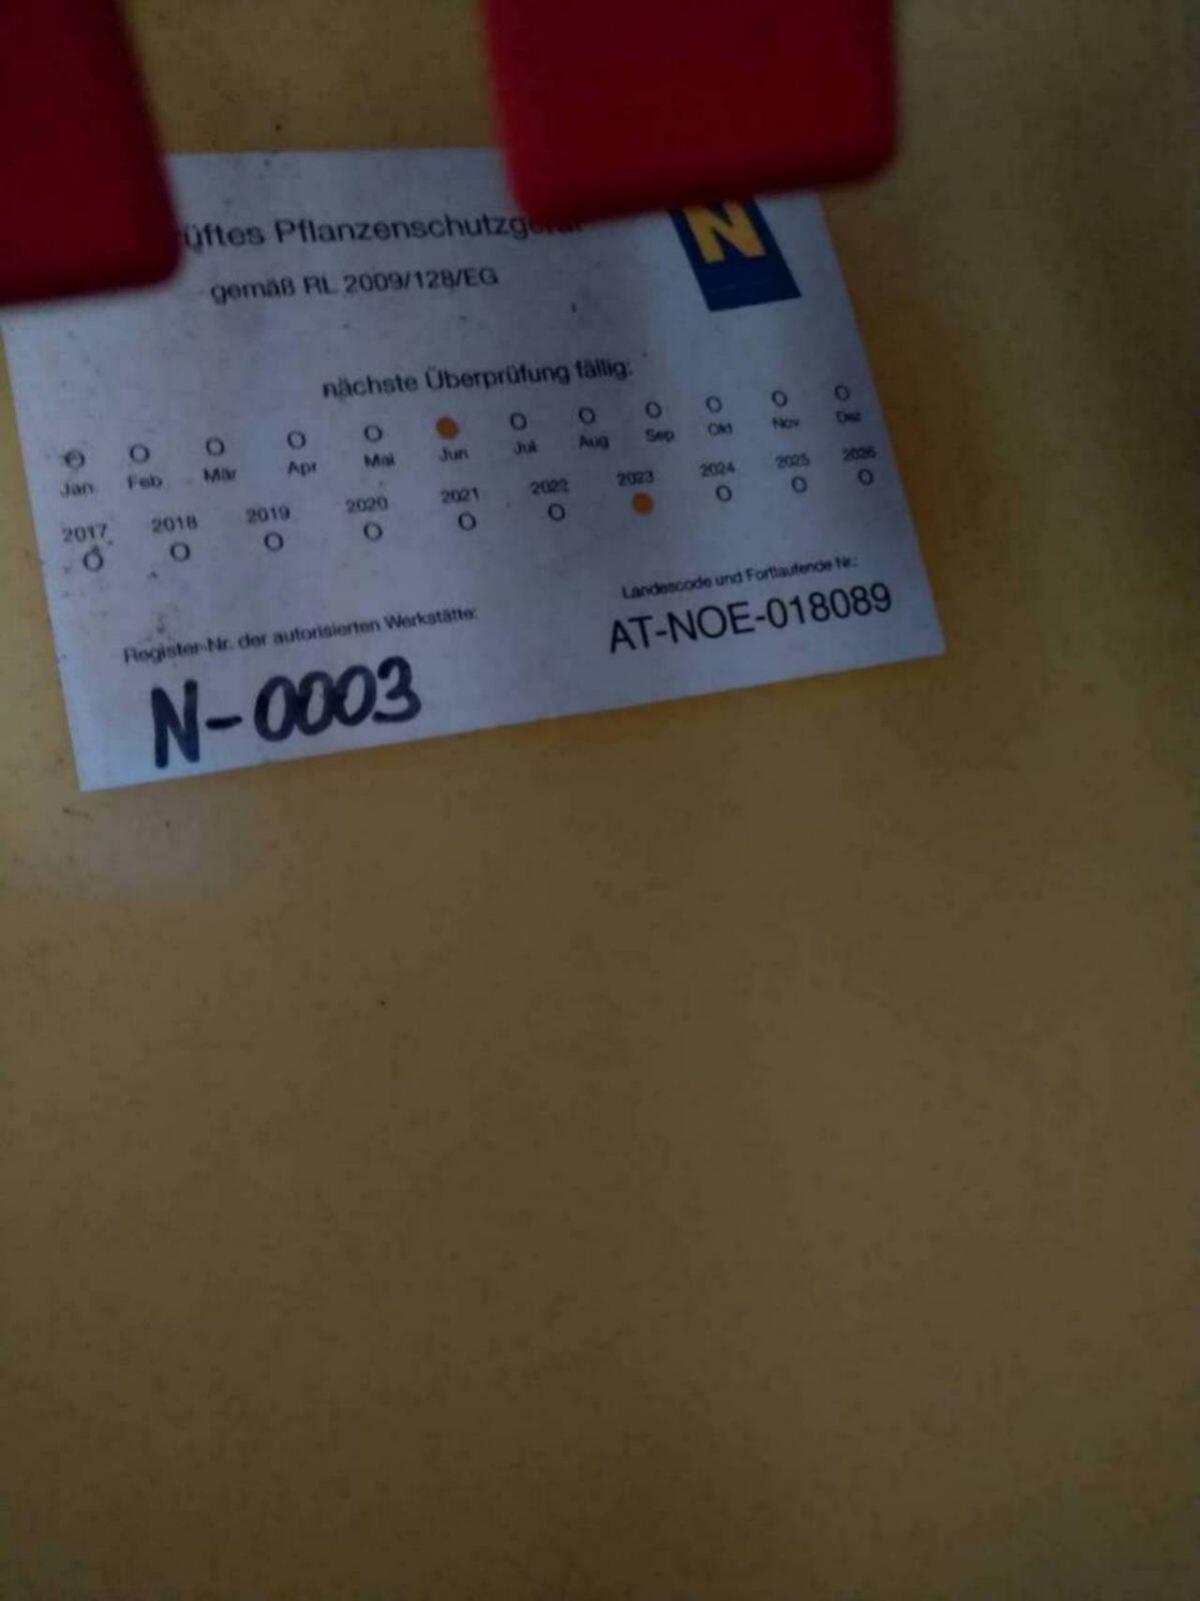 üftes Pflanzenschutzgerät
N
gemäß RL 2009/128/EG
nächste Überprüfung fällig:
Jan Feb Mär Apr Mai Jun Jul Aug Sep Okt Nov Dez
2017 2018 2019 2020 2021 2022 2023 2024 2025 2026
Register-Nr. der autorisierten Werkstätte:
N-0003
Landescode und Fortlaufende Nr.:
AT-NOE-018089